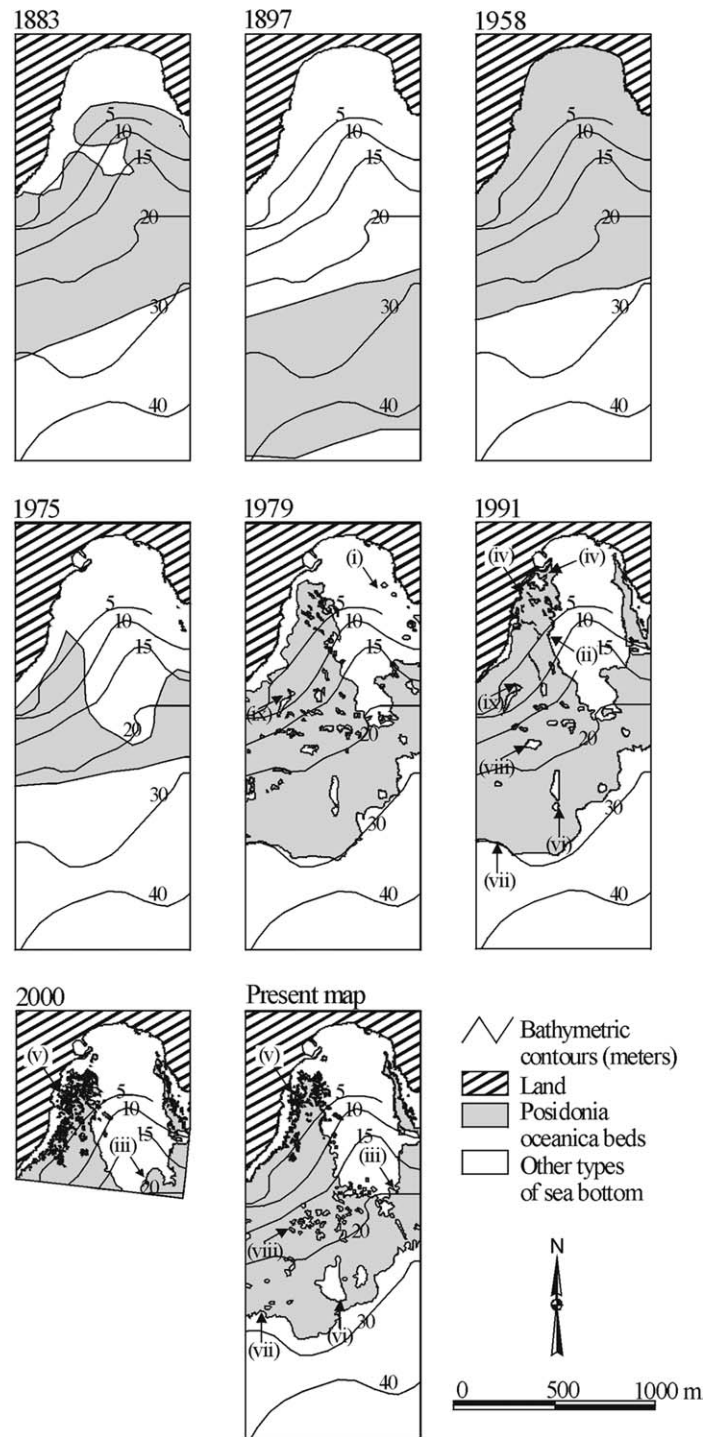 1883
5
10
15
20
30
40
1897
5
10
15
20
30
40
1958
5
10
15
20
30
40
1975
5
10
15
20
30
40
1979
(i)
5
10
15
(ix)
20
30
40
1991
(iv)
(iv)
5
10
(ii)
15
(ix)
20
(viii)
30
(vi)
(vii)
40
2000
(v)
5
10
15
(iii)
20
Present map
(v)
5
10
15
(iii)
20
(viii)
30
(vi)
(vii)
40
Bathymetric
contours (meters)
Land
Posidonia
oceanica beds
Other types
of sea bottom
N
0 500 1000 m